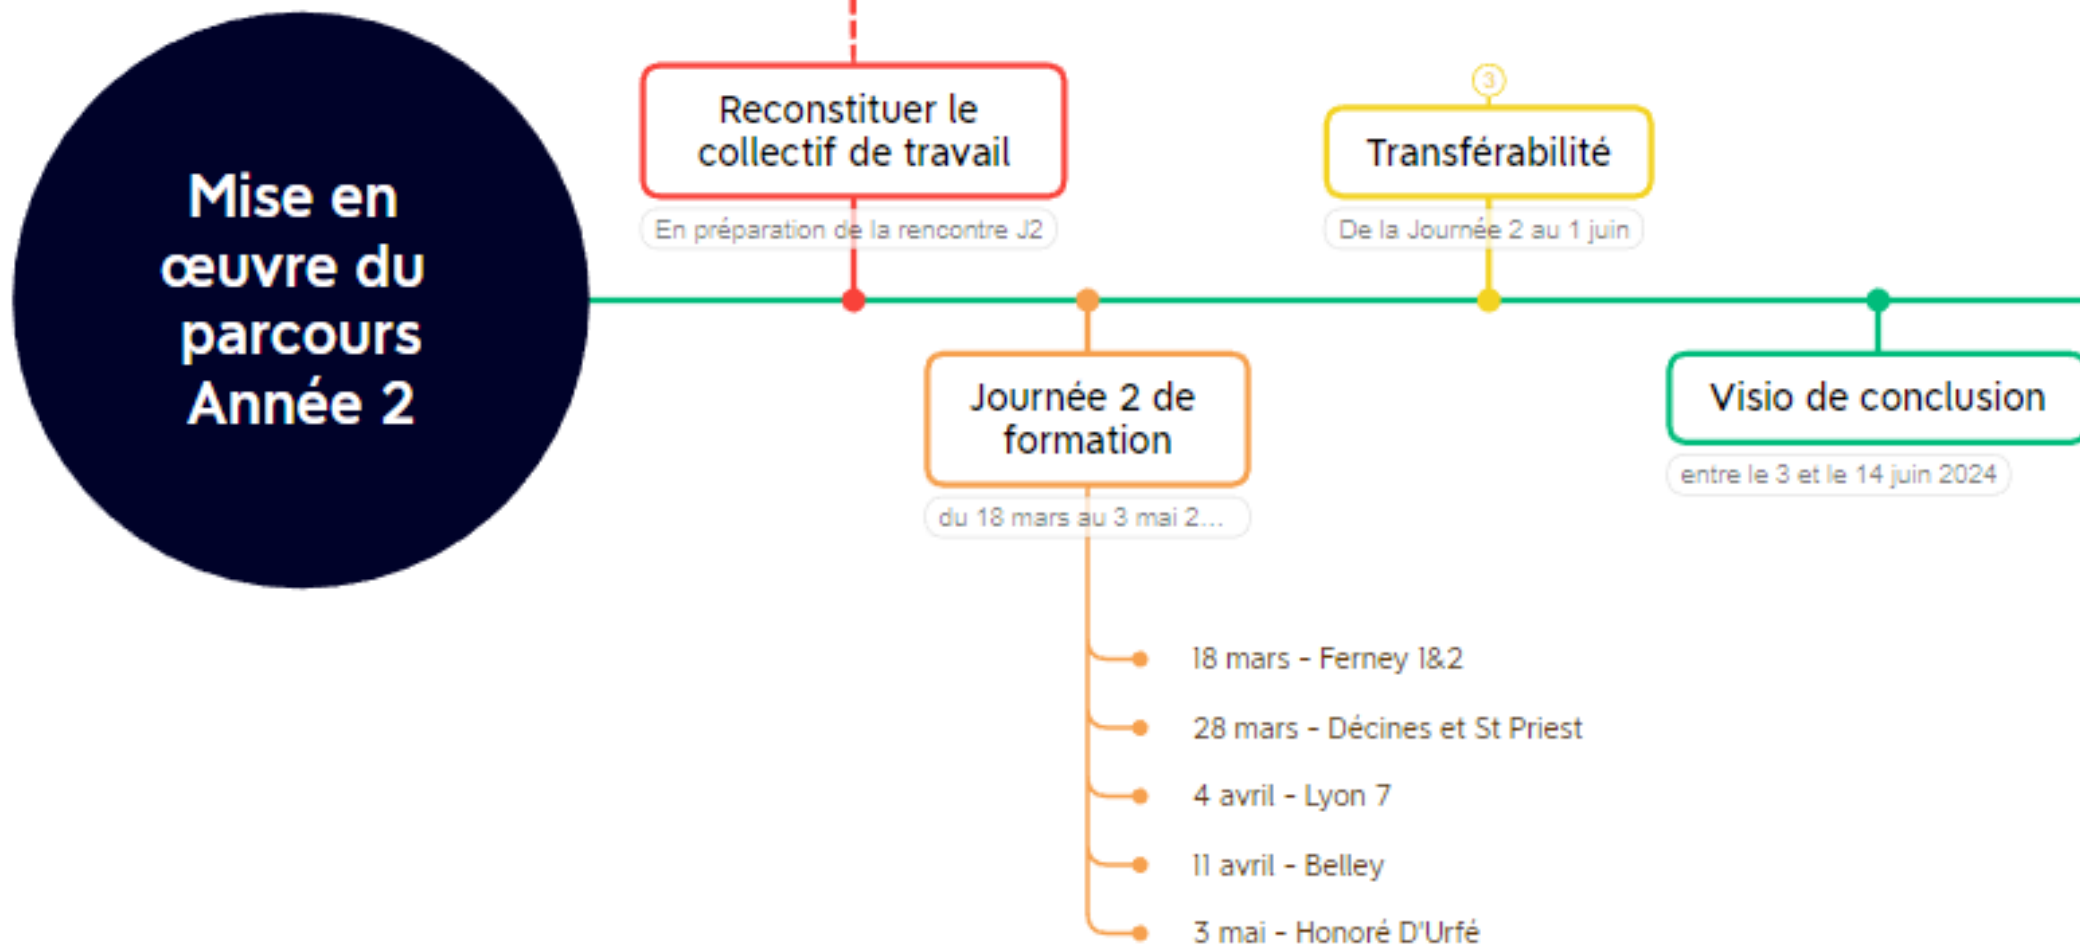 Mise en
œuvre du
parcours
Année 2
Reconstituer le
collectif de travail
En préparation de la rencontre J2
Journée 2 de
formation
du 18 mars au 3 mai 2...
18 mars - Ferney 1&2
28 mars - Décines et St Priest
4 avril - Lyon 7
11 avril - Belley
3 mai - Honoré D'Urfé
3
Transférabilité
De la Journée 2 au 1 juin
Visio de conclusion
entre le 3 et le 14 juin 2024